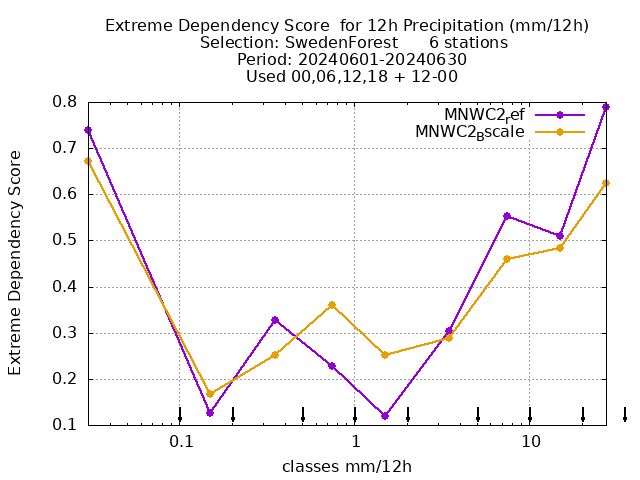 Extreme Dependency Score  for 12h Precipitation (mm/12h)
Selection: SwedenForest      6 stations
Period: 20240601-20240630
Used 00,06,12,18 + 12-00
MNWC2ref
MNWC2Bscale
Extreme Dependency Score
0.8
0.7
0.6
0.5
0.4
0.3
0.2
0.1
0.1 1 10
classes mm/12h